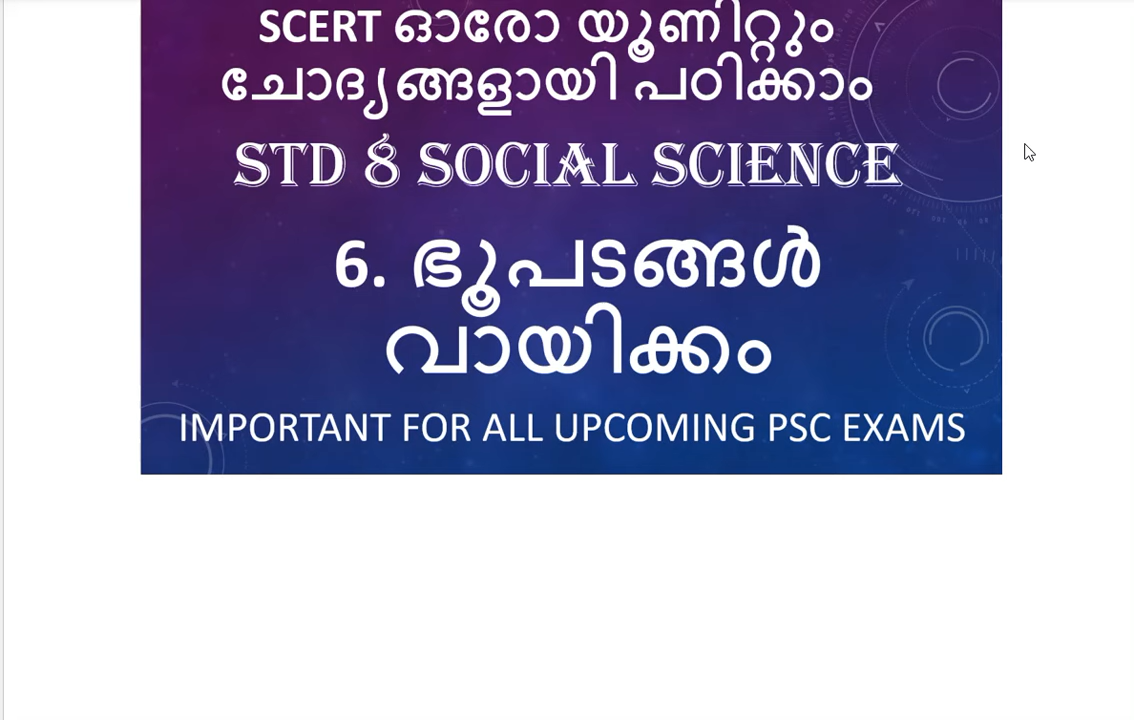 SCERT ഓരോ യൂണിറ്റും
ചോദ്യങ്ങളായി പഠിക്കാം
STD 8 SOCIAL SCIENCE
6. ഭൂപടങ്ങൾ
വായിക്കം
IMPORTANT FOR ALL UPCOMING PSC EXAMS